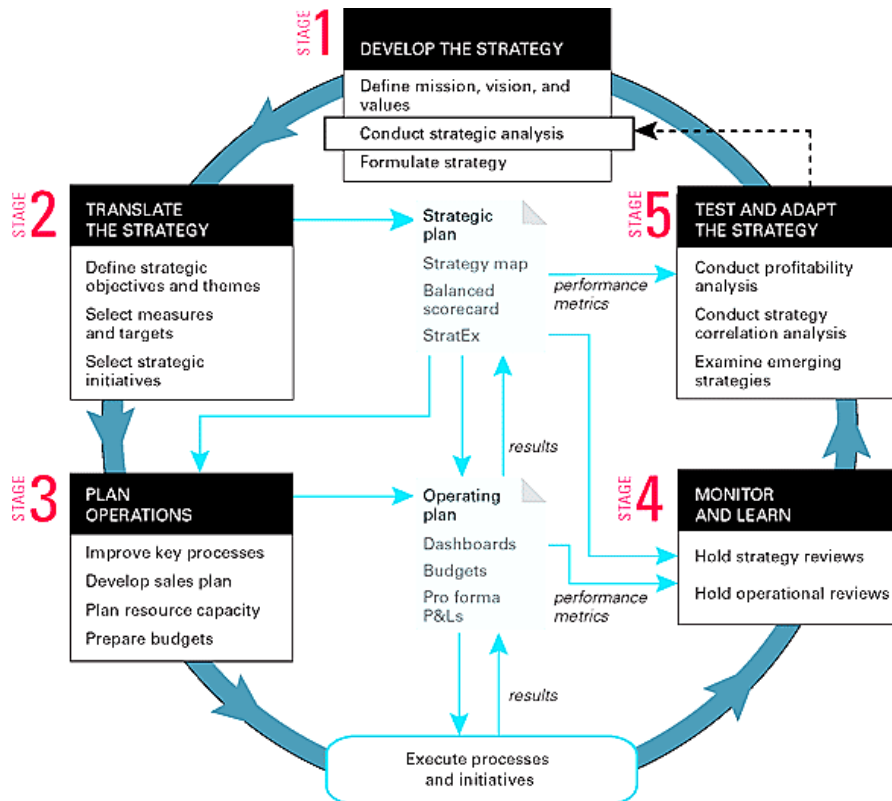 STAGE 1
DEVELOP THE STRATEGY
Define mission, vision, and
values
Conduct strategic analysis
Formulate strategy
STAGE 2
TRANSLATE
THE STRATEGY
Define strategic
objectives and themes
Select measures
and targets
Select strategic
initiatives
Strategic
plan
Strategy map
Balanced
scorecard
StratEx
performance
metrics
STAGE 5
TEST AND ADAPT
THE STRATEGY
Conduct profitability
analysis
Conduct strategy
correlation analysis
Examine emerging
strategies
results
STAGE 3
PLAN
OPERATIONS
Improve key processes
Develop sales plan
Plan resource capacity
Prepare budgets
Operating
plan
Dashboards
Budgets
Pro forma
P&Ls
performance
metrics
STAGE 4
MONITOR
AND LEARN
Hold strategy reviews
Hold operational reviews
results
Execute processes
and initiatives